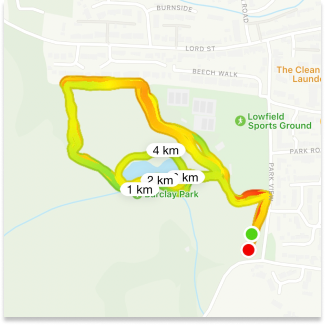 BURNSIDE
ROAD
LORD ST
BEECH WALK
The Clean
Launde
Lowfield
Sports Ground
PARK RO
PARK VIEW
4 km
2 km
km
1 km
Barclay Park